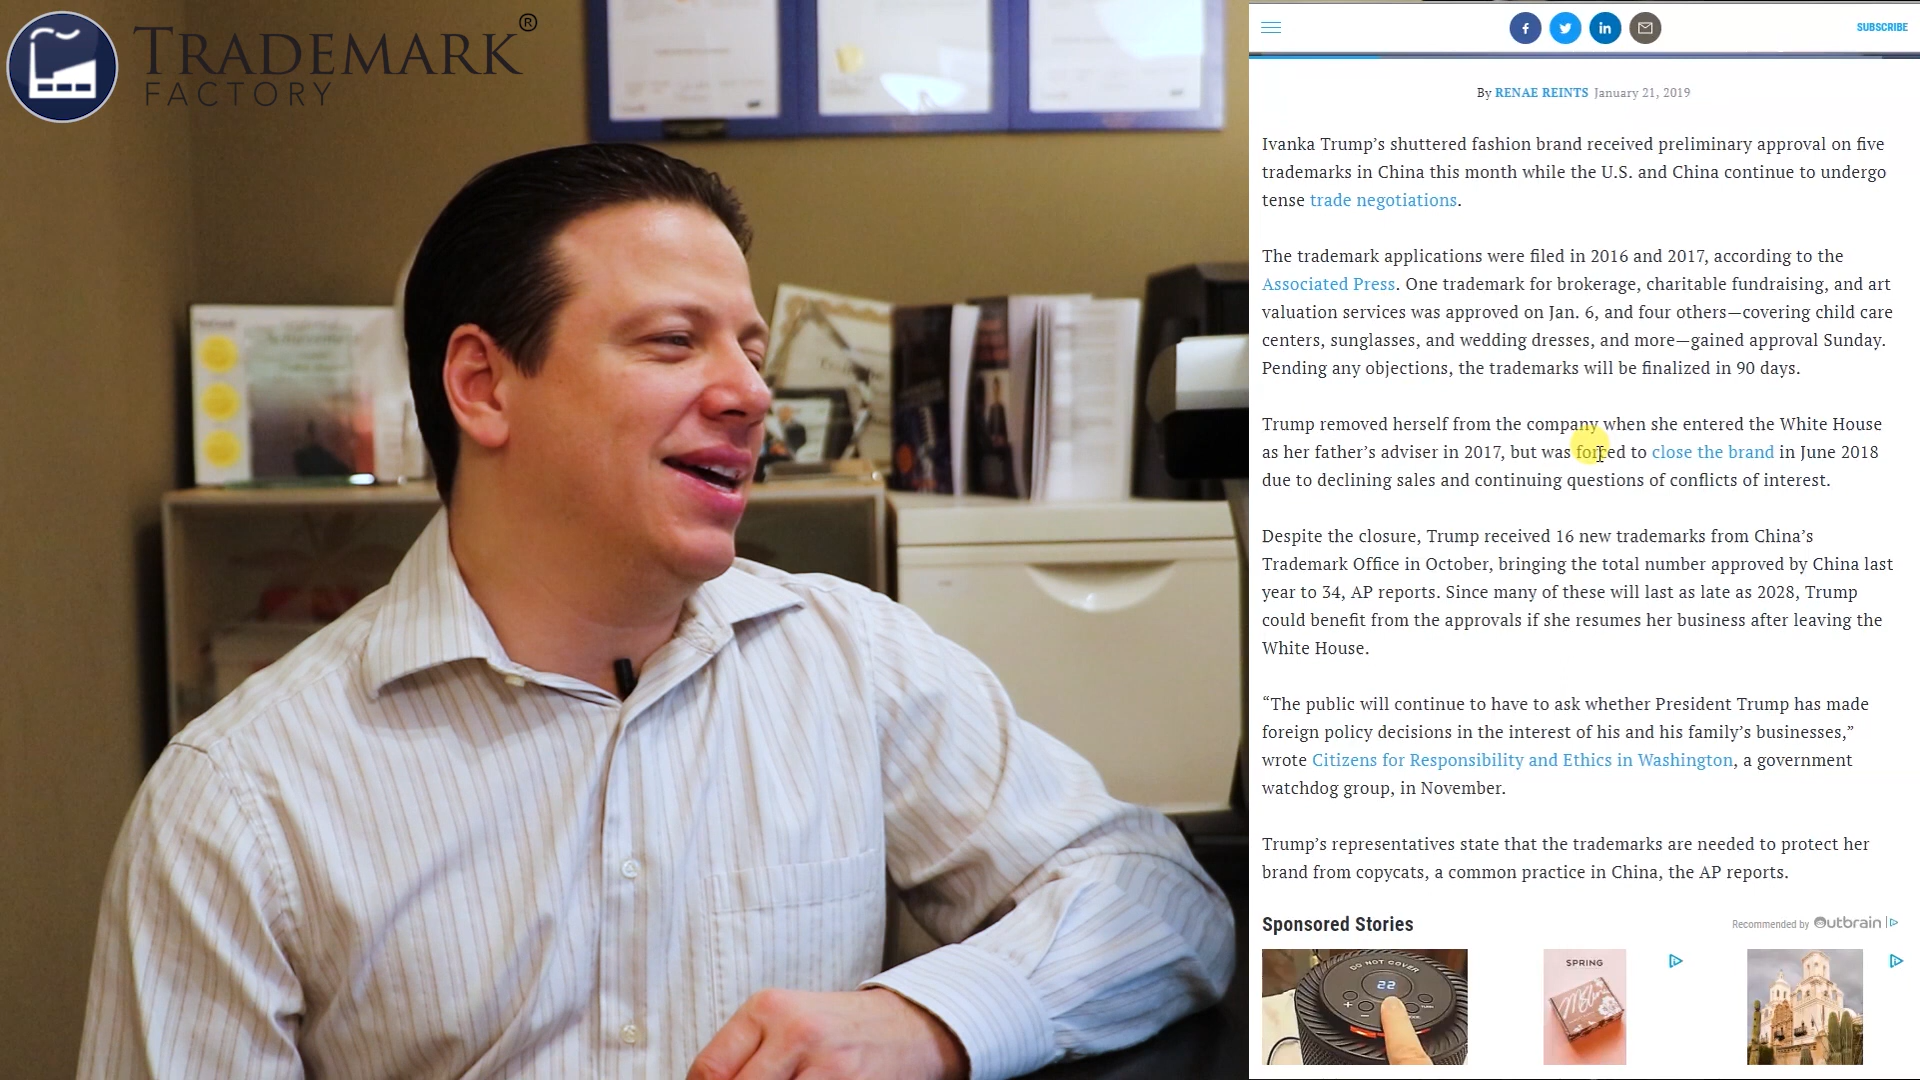 TRADEMARK®
FACTORY
SUBSCRIBE
By RENAE REINTS January 21, 2019
Ivanka Trump’s shuttered fashion brand received preliminary approval on five
trademarks in China this month while the U.S. and China continue to undergo
tense trade negotiations.
The trademark applications were filed in 2016 and 2017, according to the
Associated Press. One trademark for brokerage, charitable fundraising, and art
valuation services was approved on Jan. 6, and four others—covering child care
centers, sunglasses, and wedding dresses, and more—gained approval Sunday.
Pending any objections, the trademarks will be finalized in 90 days.
Trump removed herself from the company when she entered the White House
as her father’s adviser in 2017, but was forced to close the brand in June 2018
due to declining sales and continuing questions of conflicts of interest.
Despite the closure, Trump received 16 new trademarks from China’s
Trademark Office in October, bringing the total number approved by China last
year to 34, AP reports. Since many of these will last as late as 2028, Trump
could benefit from the approvals if she resumes her business after leaving the
White House.
“The public will continue to have to ask whether President Trump has made
foreign policy decisions in the interest of his and his family’s businesses,”
wrote Citizens for Responsibility and Ethics in Washington, a government
watchdog group, in November.
Trump’s representatives state that the trademarks are needed to protect her
brand from copycats, a common practice in China, the AP reports.
Sponsored Stories
Recommended by Outbrain
DO NOT COVER
22
SPRING